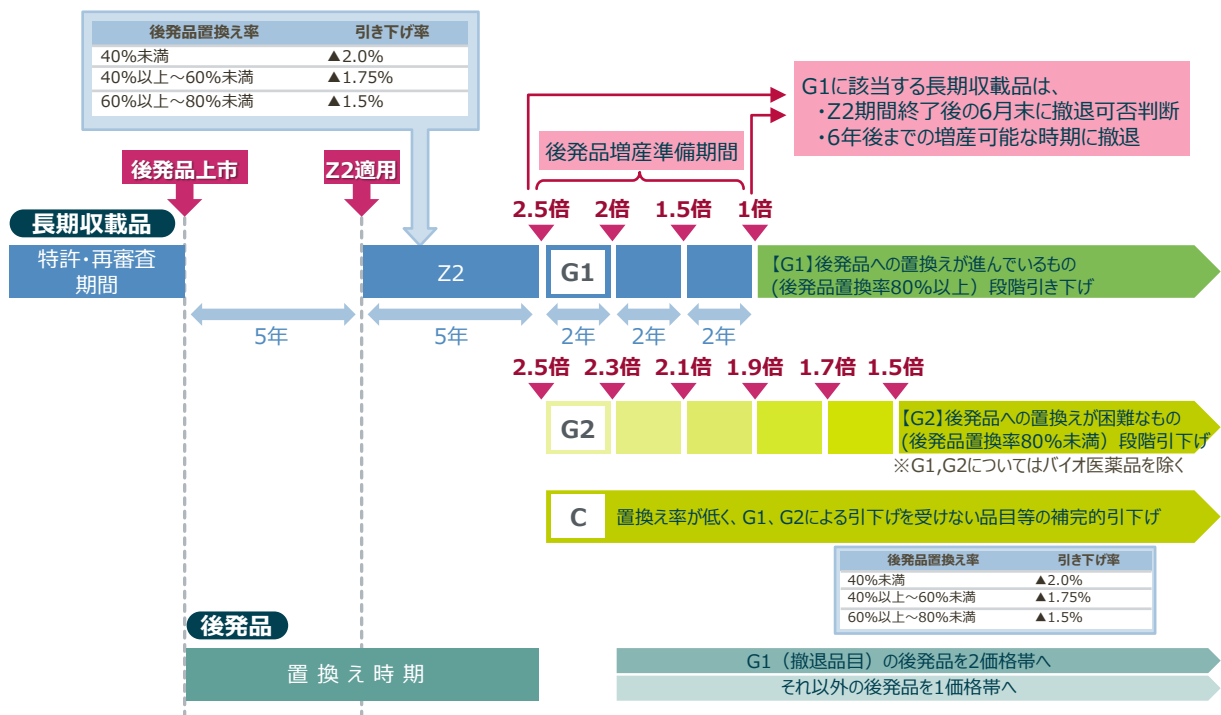 後発品置換え率 引き下げ率
40%未満 ▲2.0%
40%以上～60%未満 ▲1.75%
60%以上～80%未満 ▲1.5%
G1に該当する長期収載品は、
・Z2期間終了後の6月末に撤退可否判断
・6年後までの増産可能な時期に撤退
後発品増産準備期間
後発品上市
Z2適用
2.5倍 2倍 1.5倍 1倍
長期収載品
特許・再審査
期間
Z2
G1
【G1】後発品への置換えが進んでいるもの
(後発品置換率80%以上）段階引き下げ
5年 5年 2年 2年 2年
2.5倍 2.3倍 2.1倍 1.9倍 1.7倍 1.5倍
G2
【G2】後発品への置換えが困難なもの
(後発品置換率80%未満）段階引下げ
※G1,G2についてはバイオ医薬品を除く
C 置換え率が低く、G1、G2による引下げを受けない品目等の補完的引下げ
後発品置換え率 引き下げ率
40%未満 ▲2.0%
40%以上～60%未満 ▲1.75%
60%以上～80%未満 ▲1.5%
後発品
置換え時期
G1（撤退品目）の後発品を2価格帯へ
それ以外の後発品を1価格帯へ